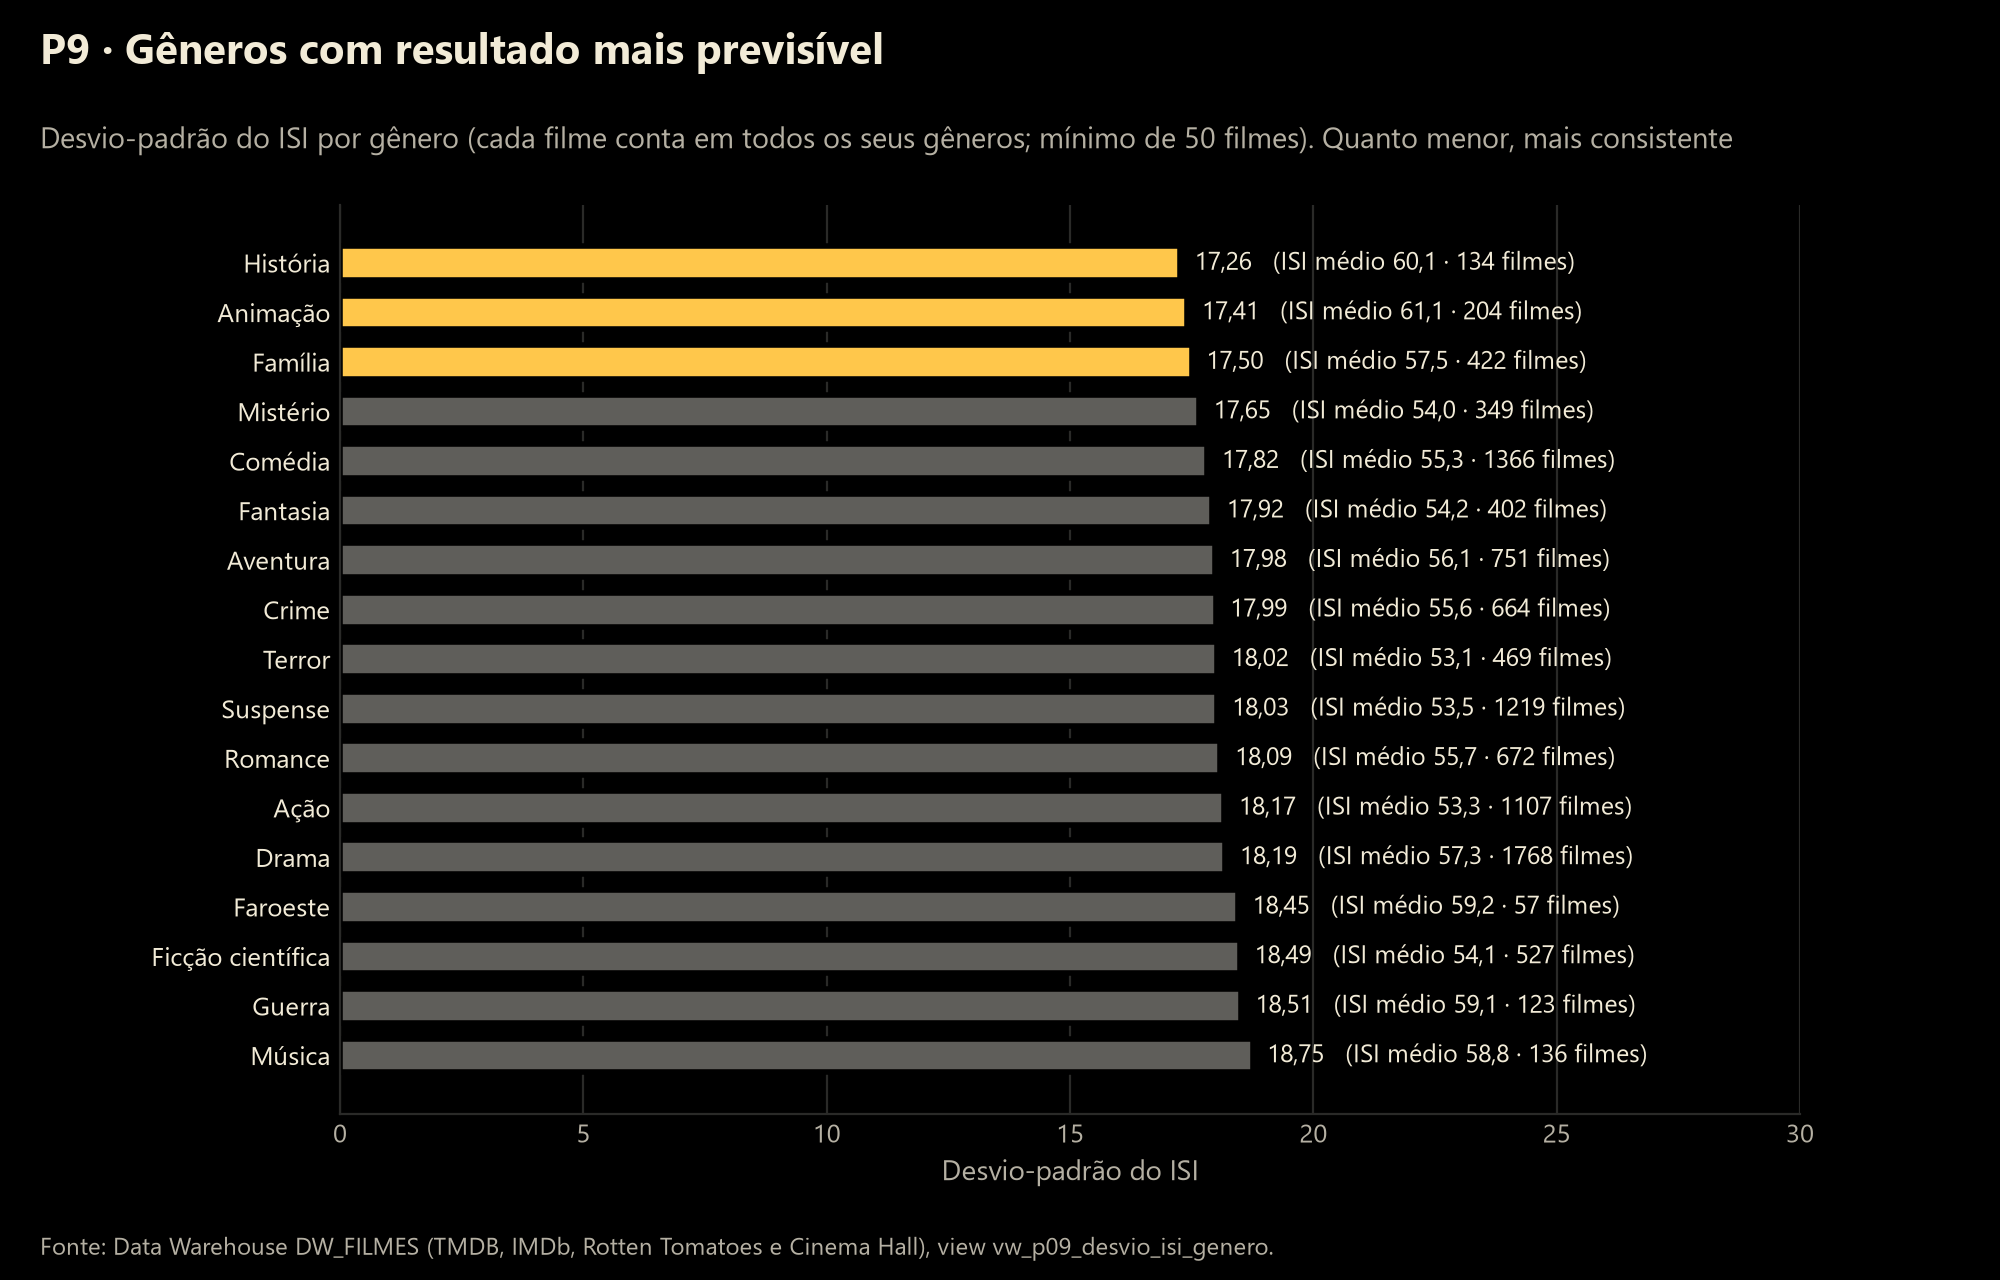 P9 · Gêneros com resultado mais previsível
Desvio-padrão do ISI por gênero (cada filme conta em todos os seus gêneros; mínimo de 50 filmes). Quanto menor, mais consistente
História 17,26 (ISI médio 60,1 · 134 filmes)
Animação 17,41 (ISI médio 61,1 · 204 filmes)
Família 17,50 (ISI médio 57,5 · 422 filmes)
Mistério 17,65 (ISI médio 54,0 · 349 filmes)
Comédia 17,82 (ISI médio 55,3 · 1366 filmes)
Fantasia 17,92 (ISI médio 54,2 · 402 filmes)
Aventura 17,98 (ISI médio 56,1 · 751 filmes)
Crime 17,99 (ISI médio 55,6 · 664 filmes)
Terror 18,02 (ISI médio 53,1 · 469 filmes)
Suspense 18,03 (ISI médio 53,5 · 1219 filmes)
Romance 18,09 (ISI médio 55,7 · 672 filmes)
Ação 18,17 (ISI médio 53,3 · 1107 filmes)
Drama 18,19 (ISI médio 57,3 · 1768 filmes)
Faroeste 18,45 (ISI médio 59,2 · 57 filmes)
Ficção científica 18,49 (ISI médio 54,1 · 527 filmes)
Guerra 18,51 (ISI médio 59,1 · 123 filmes)
Música 18,75 (ISI médio 58,8 · 136 filmes)
0 5 10 15 20 25 30
Desvio-padrão do ISI
Fonte: Data Warehouse DW_FILMES (TMDB, IMDb, Rotten Tomatoes e Cinema Hall), view vw_p09_desvio_isi_genero.